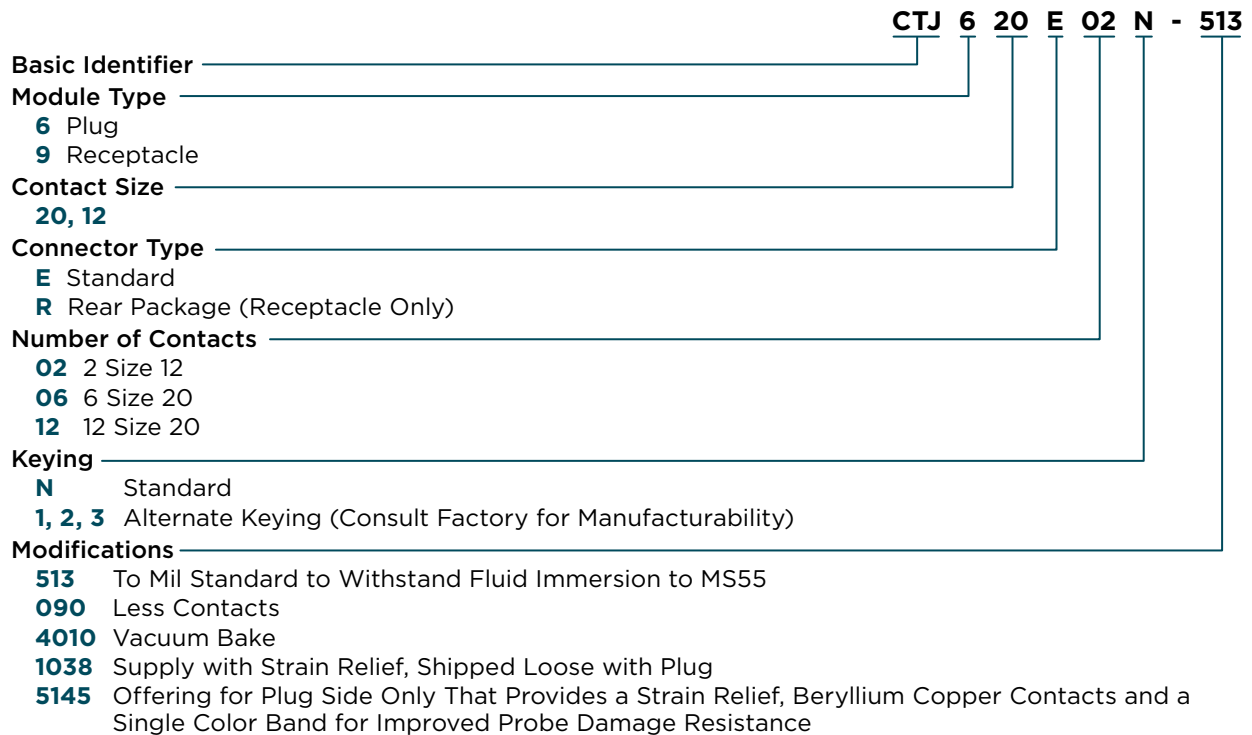 CTJ 6 20 E 02 N - 513
Basic Identifier
Module Type
6 Plug
9 Receptacle
Contact Size
20, 12
Connector Type
E Standard
R Rear Package (Receptacle Only)
Number of Contacts
02 2 Size 12
06 6 Size 20
12 12 Size 20
Keying
N Standard
1, 2, 3 Alternate Keying (Consult Factory for Manufacturability)
Modifications
513 To Mil Standard to Withstand Fluid Immersion to MS55
090 Less Contacts
4010 Vacuum Bake
1038 Supply with Strain Relief, Shipped Loose with Plug
5145 Offering for Plug Side Only That Provides a Strain Relief, Beryllium Copper Contacts and a
Single Color Band for Improved Probe Damage Resistance